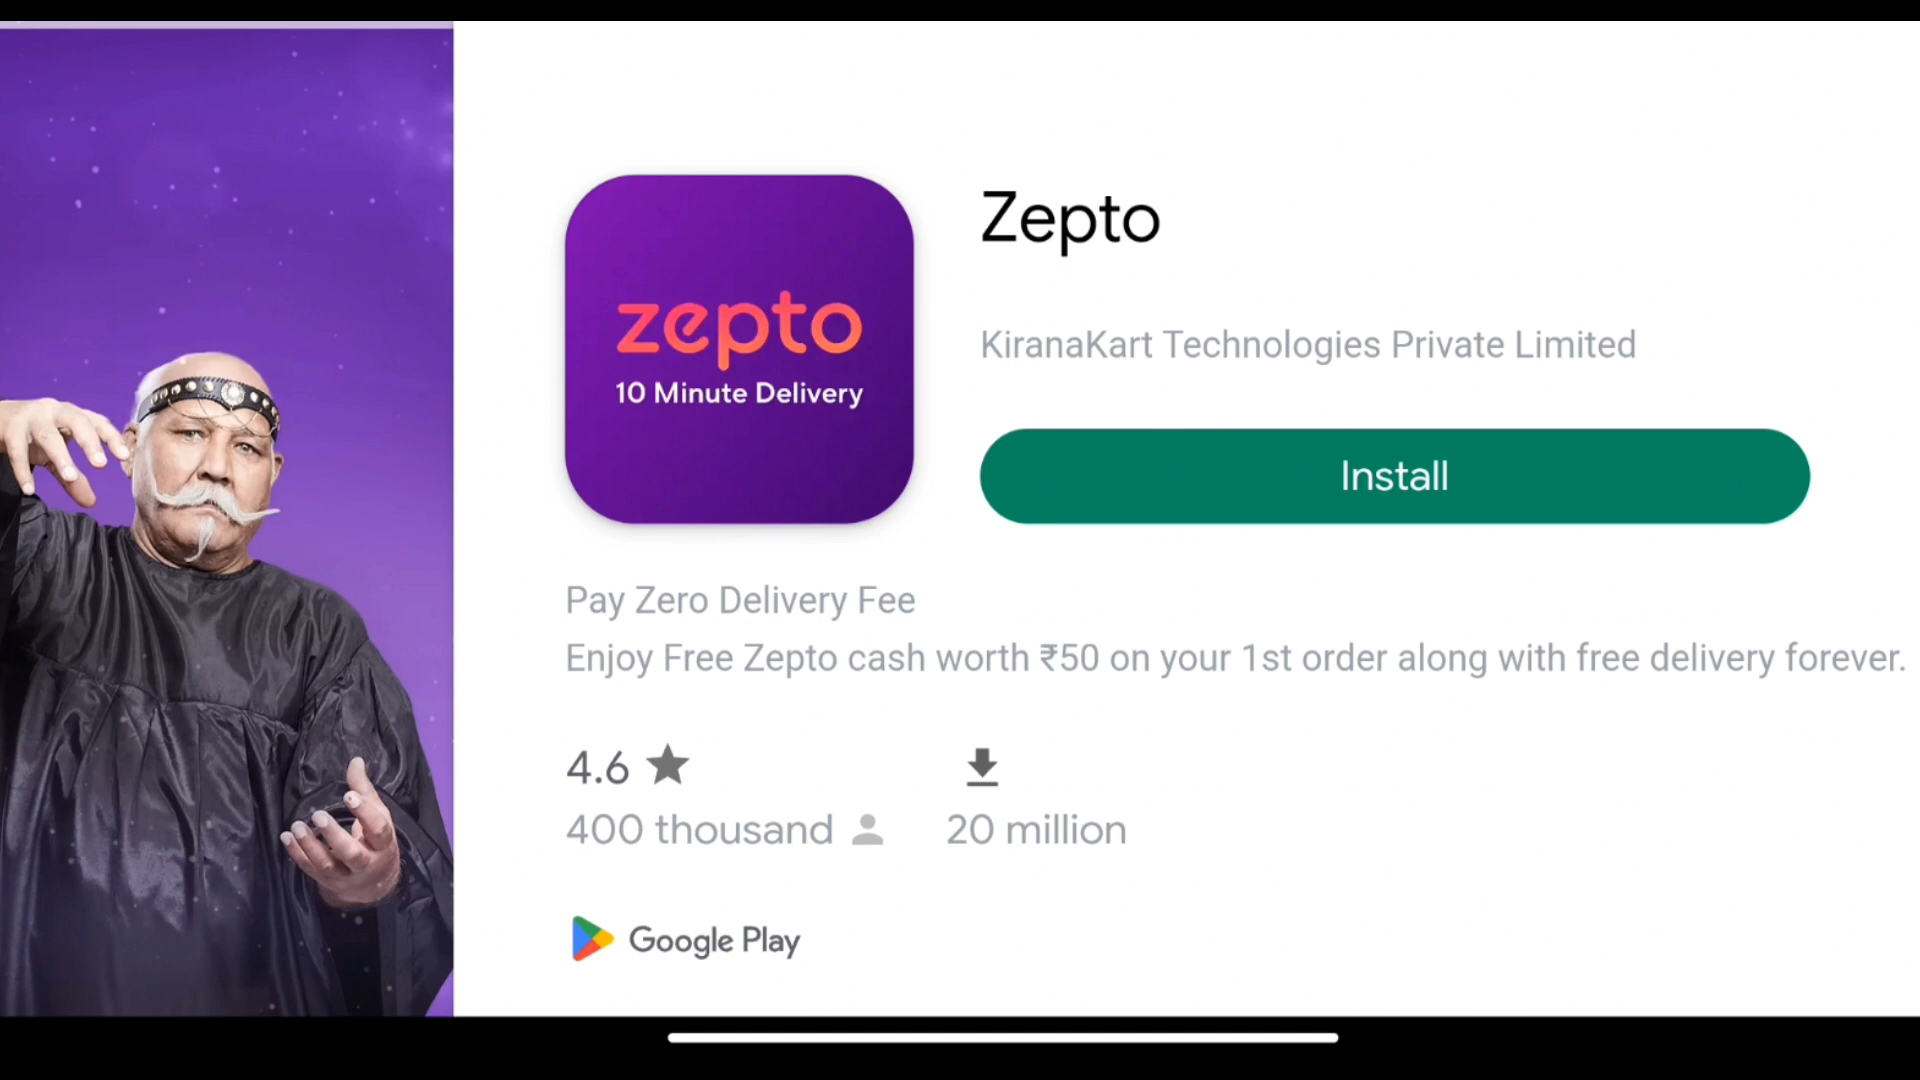 zepto
10 Minute Delivery
Zepto
KiranaKart Technologies Private Limited
Install
Pay Zero Delivery Fee
Enjoy Free Zepto cash worth ₹50 on your 1st order along with free delivery forever.
4.6
400 thousand
20 million
Google Play